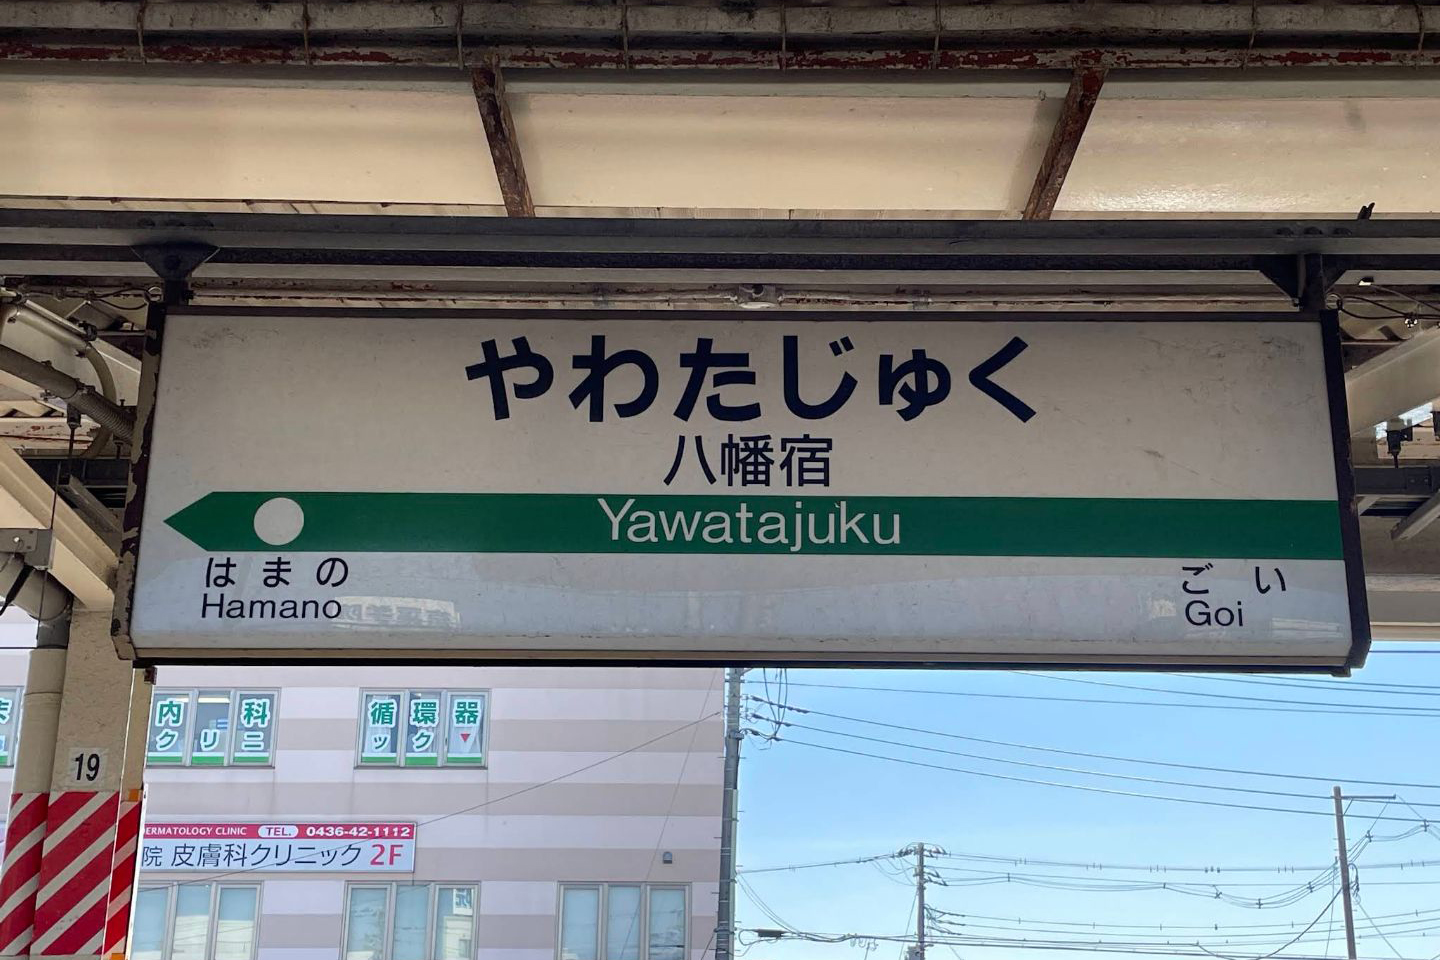 やわたじゅく
八幡宿
Yawatajuku
はまの
Hamano
ごい
Goi
内科
循環器
クリニ
ック
19
ERMATOLOGY CLINIC TEL. 0436-42-1112
院 皮膚科クリニック 2F